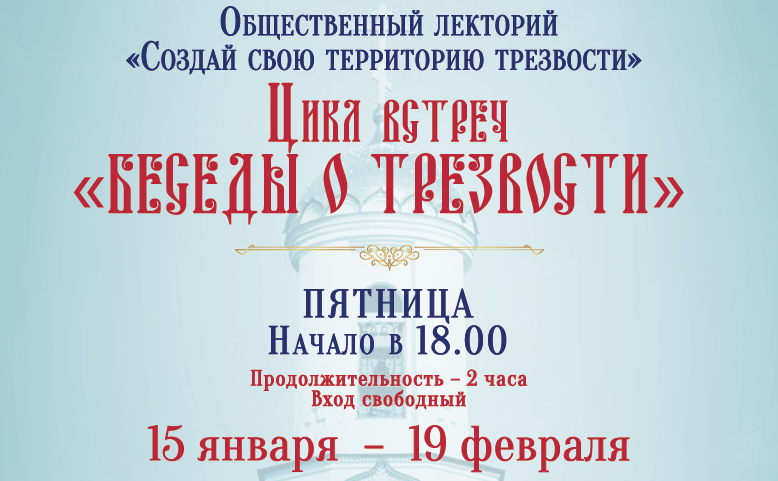 Общественный лекторий
«Создай свою территорию трезвости»
Цикл встреч
«БЕСЕДЫ О ТРЕЗВОСТИ»
ПЯТНИЦА
Начало в 18.00
Продолжительность – 2 часа
Вход свободный
15 января – 19 февраля